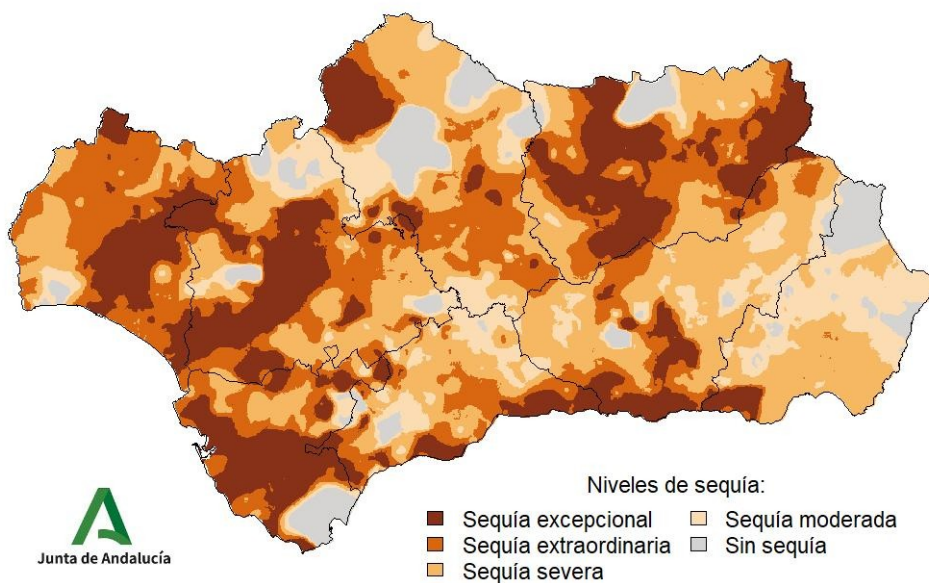 Niveles de sequía:
Sequía excepcional
Sequía extraordinaria
Sequía severa
Sequía moderada
Sin sequía
Junta de Andalucía